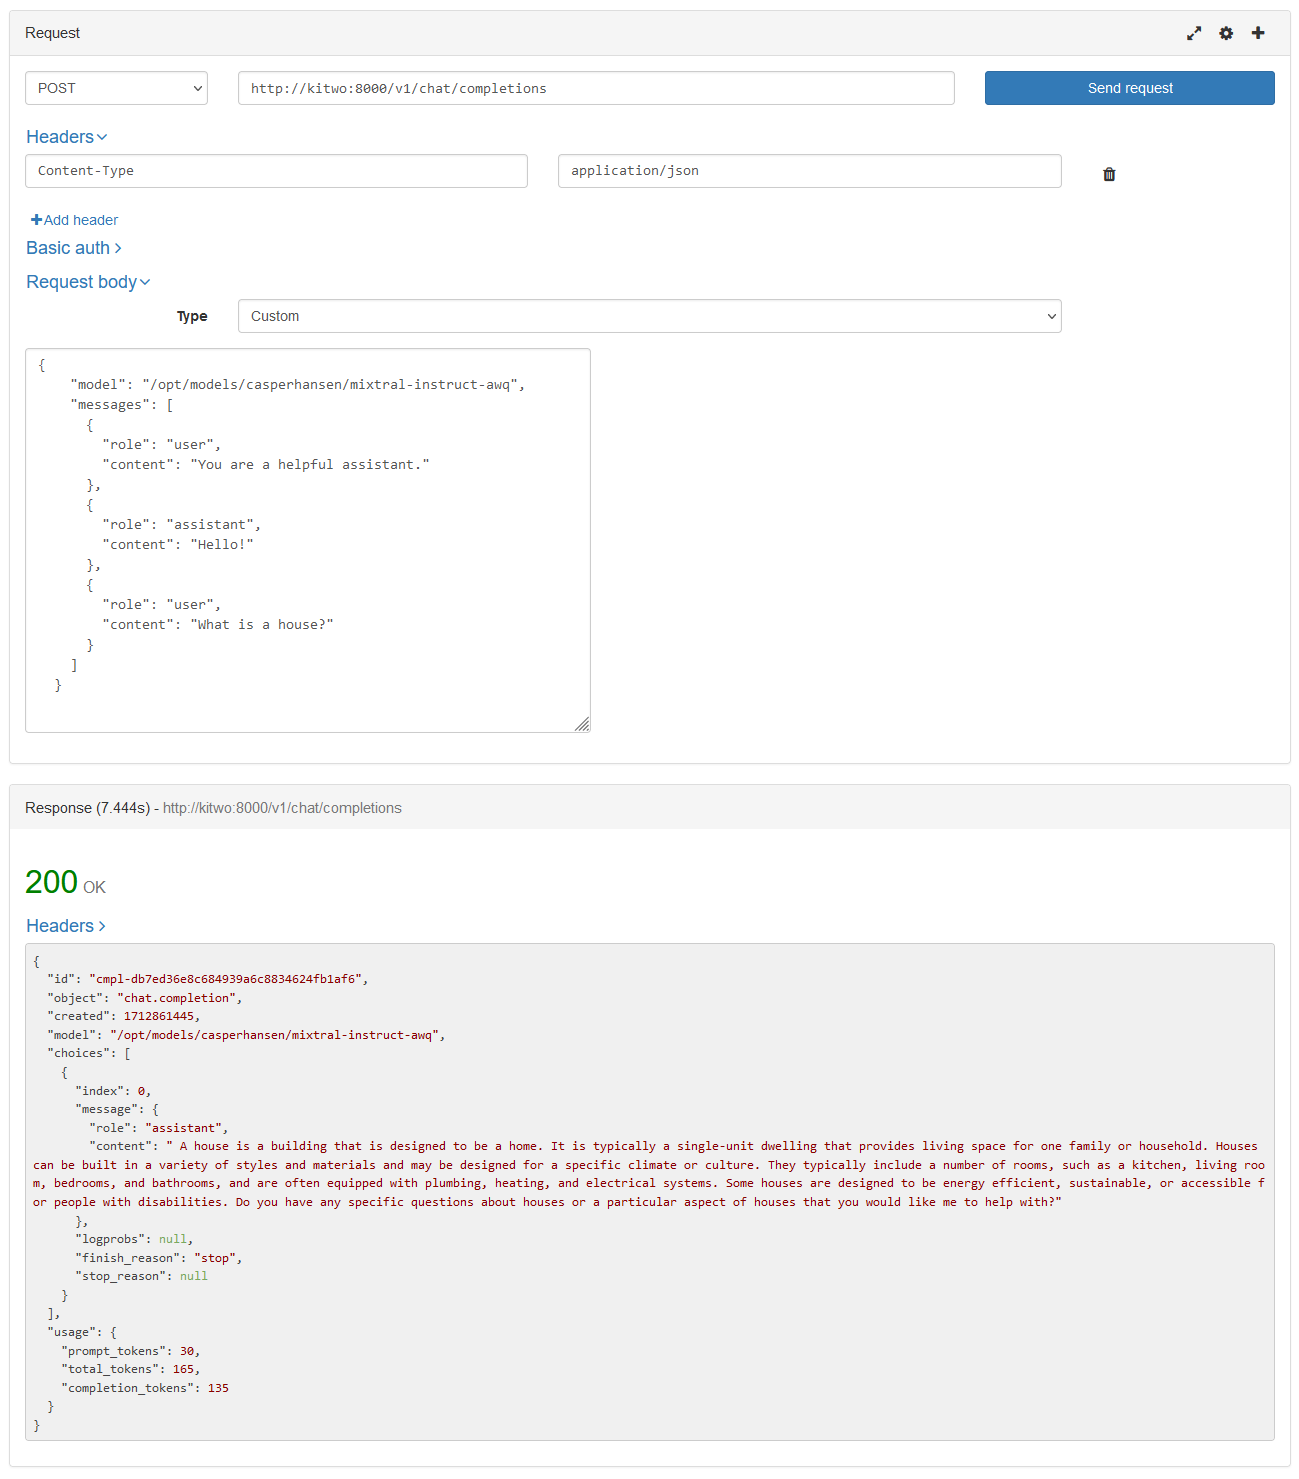 Request
POST
http://kitwo:8000/v1/chat/completions
Send request
Headers
Content-Type
application/json
Add header
Basic auth
Request body
Type
Custom
{
    "model": "/opt/models/casperhansen/mixtral-instruct-awq",
    "messages": [
      {
        "role": "user",
        "content": "You are a helpful assistant."
      },
      {
        "role": "assistant",
        "content": "Hello!"
      },
      {
        "role": "user",
        "content": "What is a house?"
      }
    ]
  }
Response (7.444s) - http://kitwo:8000/v1/chat/completions
200 OK
Headers
{
  "id": "cmpl-db7ed36e8c684939a6c8834624fb1af6",
  "object": "chat.completion",
  "created": 1712861445,
  "model": "/opt/models/casperhansen/mixtral-instruct-awq",
  "choices": [
    {
      "index": 0,
      "message": {
        "role": "assistant",
        "content": " A house is a building that is designed to be a home. It is typically a single-unit dwelling that provides living space for one family or household. Houses
can be built in a variety of styles and materials and may be designed for a specific climate or culture. They typically include a number of rooms, such as a kitchen, living roo
m, bedrooms, and bathrooms, and are often equipped with plumbing, heating, and electrical systems. Some houses are designed to be energy efficient, sustainable, or accessible f
or people with disabilities. Do you have any specific questions about houses or a particular aspect of houses that you would like me to help with?"
      },
      "logprobs": null,
      "finish_reason": "stop",
      "stop_reason": null
    }
  ],
  "usage": {
    "prompt_tokens": 30,
    "total_tokens": 165,
    "completion_tokens": 135
  }
}